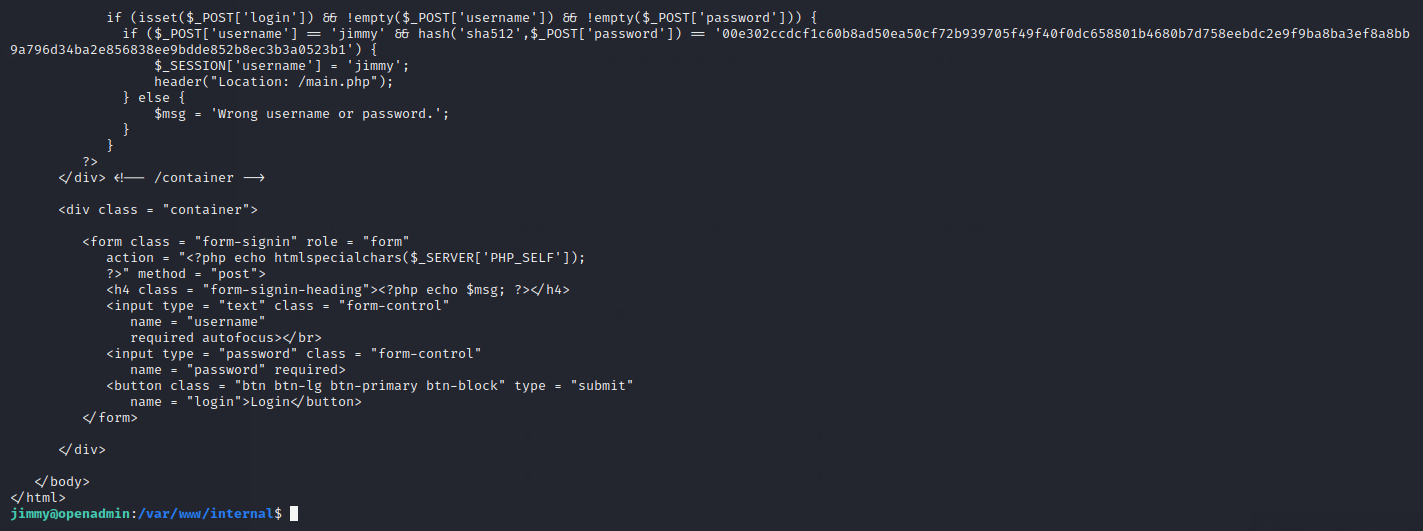 if (isset($_POST['login']) && !empty($_POST['username']) && !empty($_POST['password'])) {
if ($_POST['username'] == 'jimmy' && hash('sha512',$_POST['password']) == '00e302ccdcf1c60b8ad50ea50cf72b939705f49f40f0dc658801b4680b7d758eebdc2e9f9ba8ba3ef8a8bb
9a796d34ba2e856838ee9bdde852b8ec3b3a0523b1') {
$_SESSION['username'] = 'jimmy';
header("Location: /main.php");
} else {
$msg = 'Wrong username or password.';
}
}
?>
</div> <!-- /container -->
<div class = "container">
<form class = "form-signin" role = "form"
action = "<?php echo htmlspecialchars($_SERVER['PHP_SELF']);
?>" method = "post">
<h4 class = "form-signin-heading"><?php echo $msg; ?></h4>
<input type = "text" class = "form-control"
name = "username"
required autofocus></br>
<input type = "password" class = "form-control"
name = "password" required>
<button class = "btn btn-lg btn-primary btn-block" type = "submit"
name = "login">Login</button>
</form>
</div>
</body>
</html>
jimmy@openadmin:/var/www/internal$